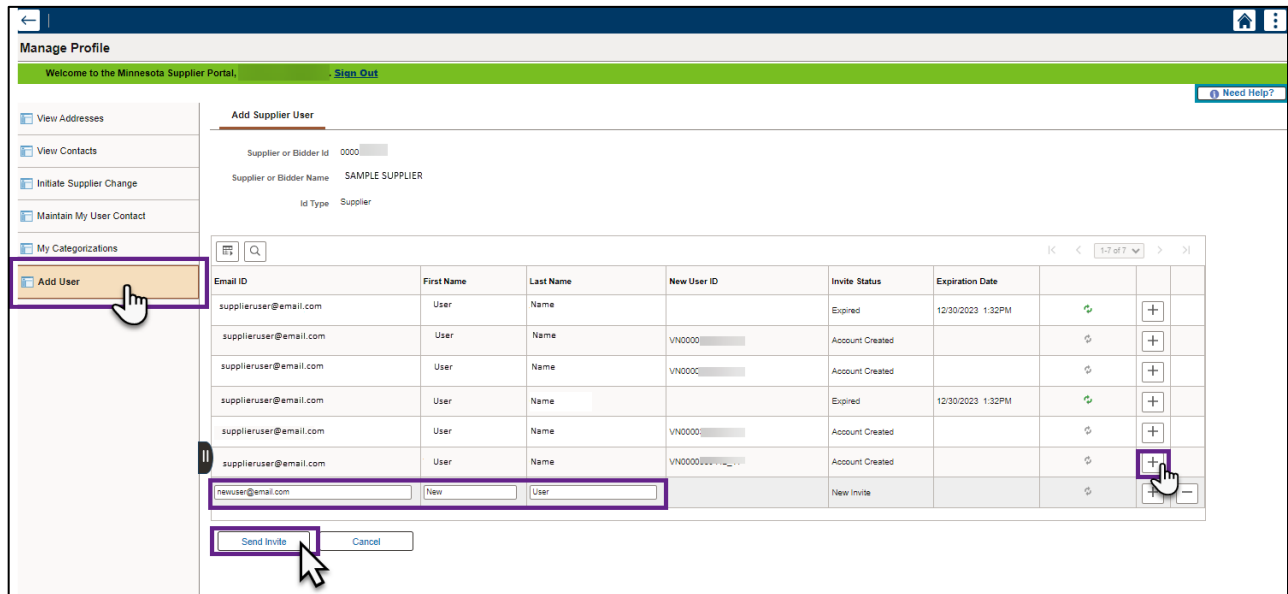 Manage Profile
Welcome to the Minnesota Supplier Portal, . Sign Out
Need Help?
View Addresses
View Contacts
Initiate Supplier Change
Maintain My User Contact
My Categorizations
Add User
Add Supplier User
Supplier or Bidder Id 0000
Supplier or Bidder Name SAMPLE SUPPLIER
Id Type Supplier
1-7 of 7
Email ID First Name Last Name New User ID Invite Status Expiration Date
supplieruser@email.com User Name Expired 12/30/2023 1:32PM
supplieruser@email.com User Name VN0000 Account Created
supplieruser@email.com User Name VN0000 Account Created
supplieruser@email.com User Name Expired 12/30/2023 1:32PM
supplieruser@email.com User Name VN0000 Account Created
supplieruser@email.com User Name VN0000 Account Created
newuser@email.com New User New Invite
Send Invite Cancel